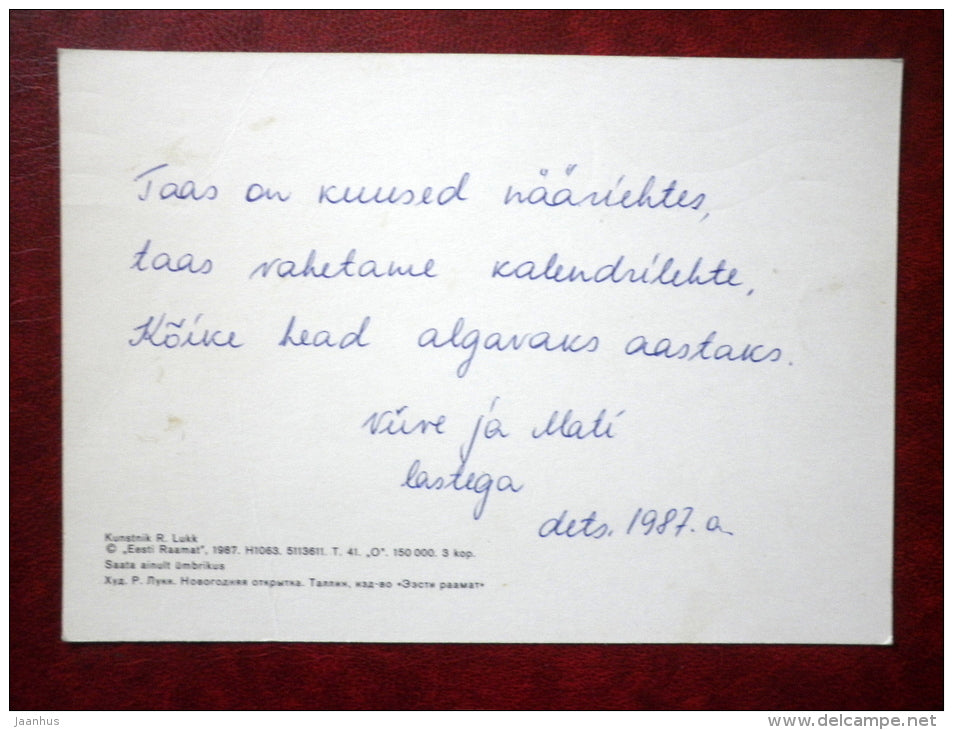 Taas on kuused nääriehtes,
taas vahetame kalendrilehte,
Kõike head algavaks aastaks.
Viive ja Mati
lastega
dets. 1987. a.
Kunstnik R. Lukk
© „Eesti Raamat", 1987. H1063. 5113611. T. 41. „O". 150 000. 3 kop.
Saata ainult ümbrikus
Худ. Р. Лукк. Новогодняя открытка. Таллин, изд-во «Ээсти раамат»
jaanhus
delcampe.net